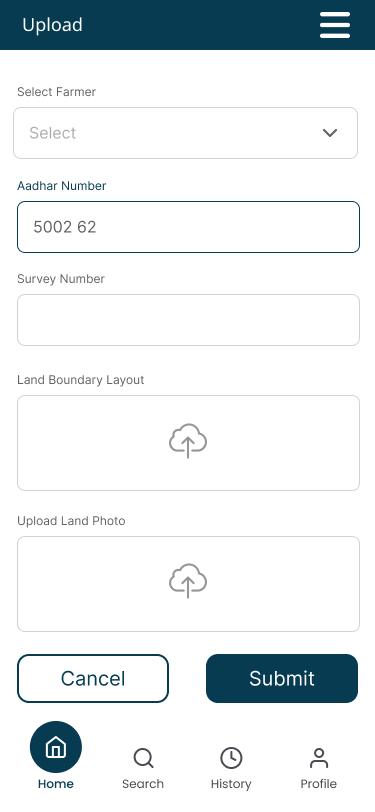 Upload
Select Farmer
Select
Aadhar Number
5002 62
Survey Number
Land Boundary Layout
Upload Land Photo
Cancel Submit
Home Search History Profile